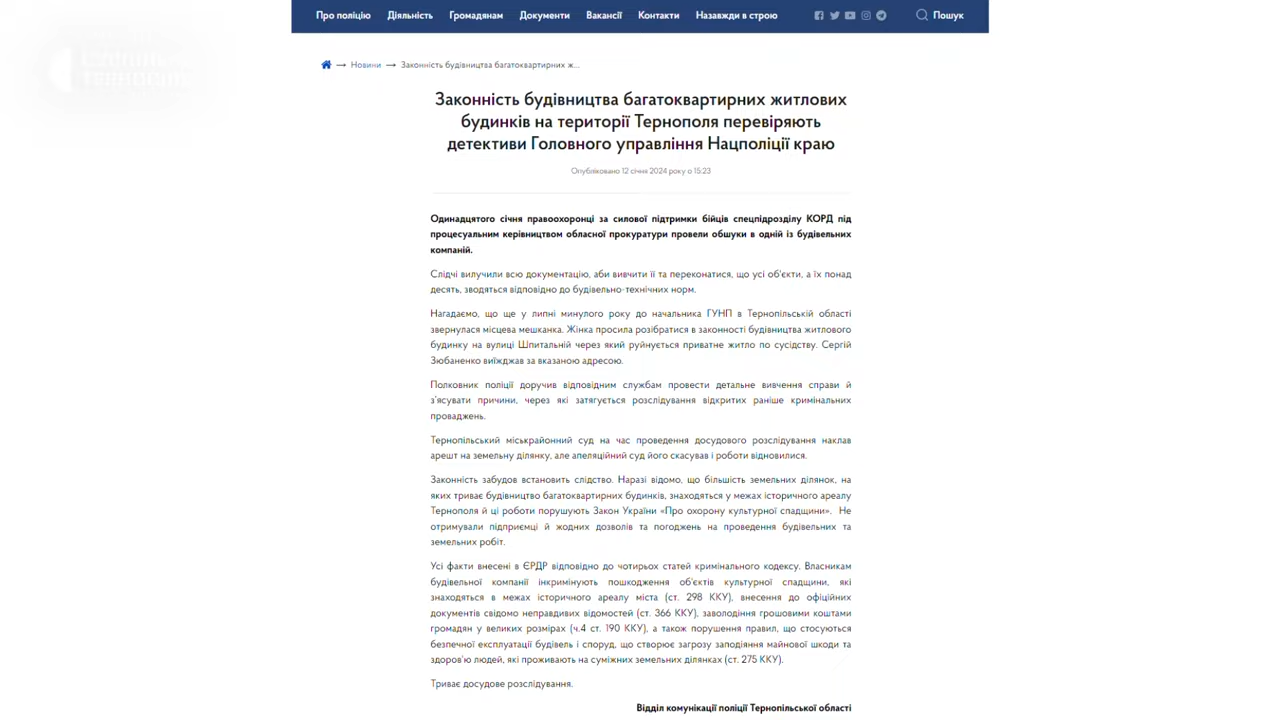 Про поліцію Діяльність Громадянам Документи Вакансії Контакти Назавжди в строю Пошук
Новини → Законність будівництва багатоквартирних ж...
Законність будівництва багатоквартирних житлових
будинків на території Тернополя перевіряють
детективи Головного управління Нацполіції краю
Опубліковано 12 січня 2024 року о 15:23
Одинадцятого січня правоохоронці за силової підтримки бійців спецпідрозділу КОРД під
процесуальним керівництвом обласної прокуратури провели обшуки в одній із будівельних
компаній.
Слідчі вилучили всю документацію, аби вивчити її та переконатися, що усі об'єкти, а їх понад
десять, зводяться відповідно до будівельно-технічних норм.
Нагадаємо, що ще у липні минулого року до начальника ГУНП в Тернопільській області
звернулася місцева мешканка. Жінка просила розібратися в законності будівництва житлового
будинку на вулиці Шпитальній через який руйнується приватне житло по сусідству. Сергій
Зюбаненко виїжджав за вказаною адресою.
Полковник поліції доручив відповідним службам провести детальне вивчення справи й
з'ясувати причини, через які затягується розслідування відкритих раніше кримінальних
проваджень.
Тернопільський міськрайонний суд на час проведення досудового розслідування наклав
арешт на земельну ділянку, але апеляційний суд його скасував і роботи відновилися.
Законність забудов встановить слідство. Наразі відомо, що більшість земельних ділянок, на
яких триває будівництво багатоквартирних будинків, знаходяться у межах історичного ареалу
Тернополя й ці роботи порушують Закон України «Про охорону культурної спадщини». Не
отримували підприємці й жодних дозволів та погоджень на проведення будівельних та
земельних робіт.
Усі факти внесені в ЄРДР відповідно до чотирьох статей кримінального кодексу. Власникам
будівельної компанії інкримінують пошкодження об'єктів культурної спадщини, які
знаходяться в межах історичного ареалу міста (ст. 298 ККУ), внесення до офіційних
документів свідомо неправдивих відомостей (ст. 366 ККУ), заволодіння грошовими коштами
громадян у великих розмірах (ч.4 ст. 190 ККУ), а також порушення правил, що стосуються
безпечної експлуатації будівель і споруд, що створює загрозу заподіяння майнової шкоди та
здоров'ю людей, які проживають на суміжних земельних ділянках (ст. 275 ККУ).
Триває досудове розслідування.
Відділ комунікації поліції Тернопільської області